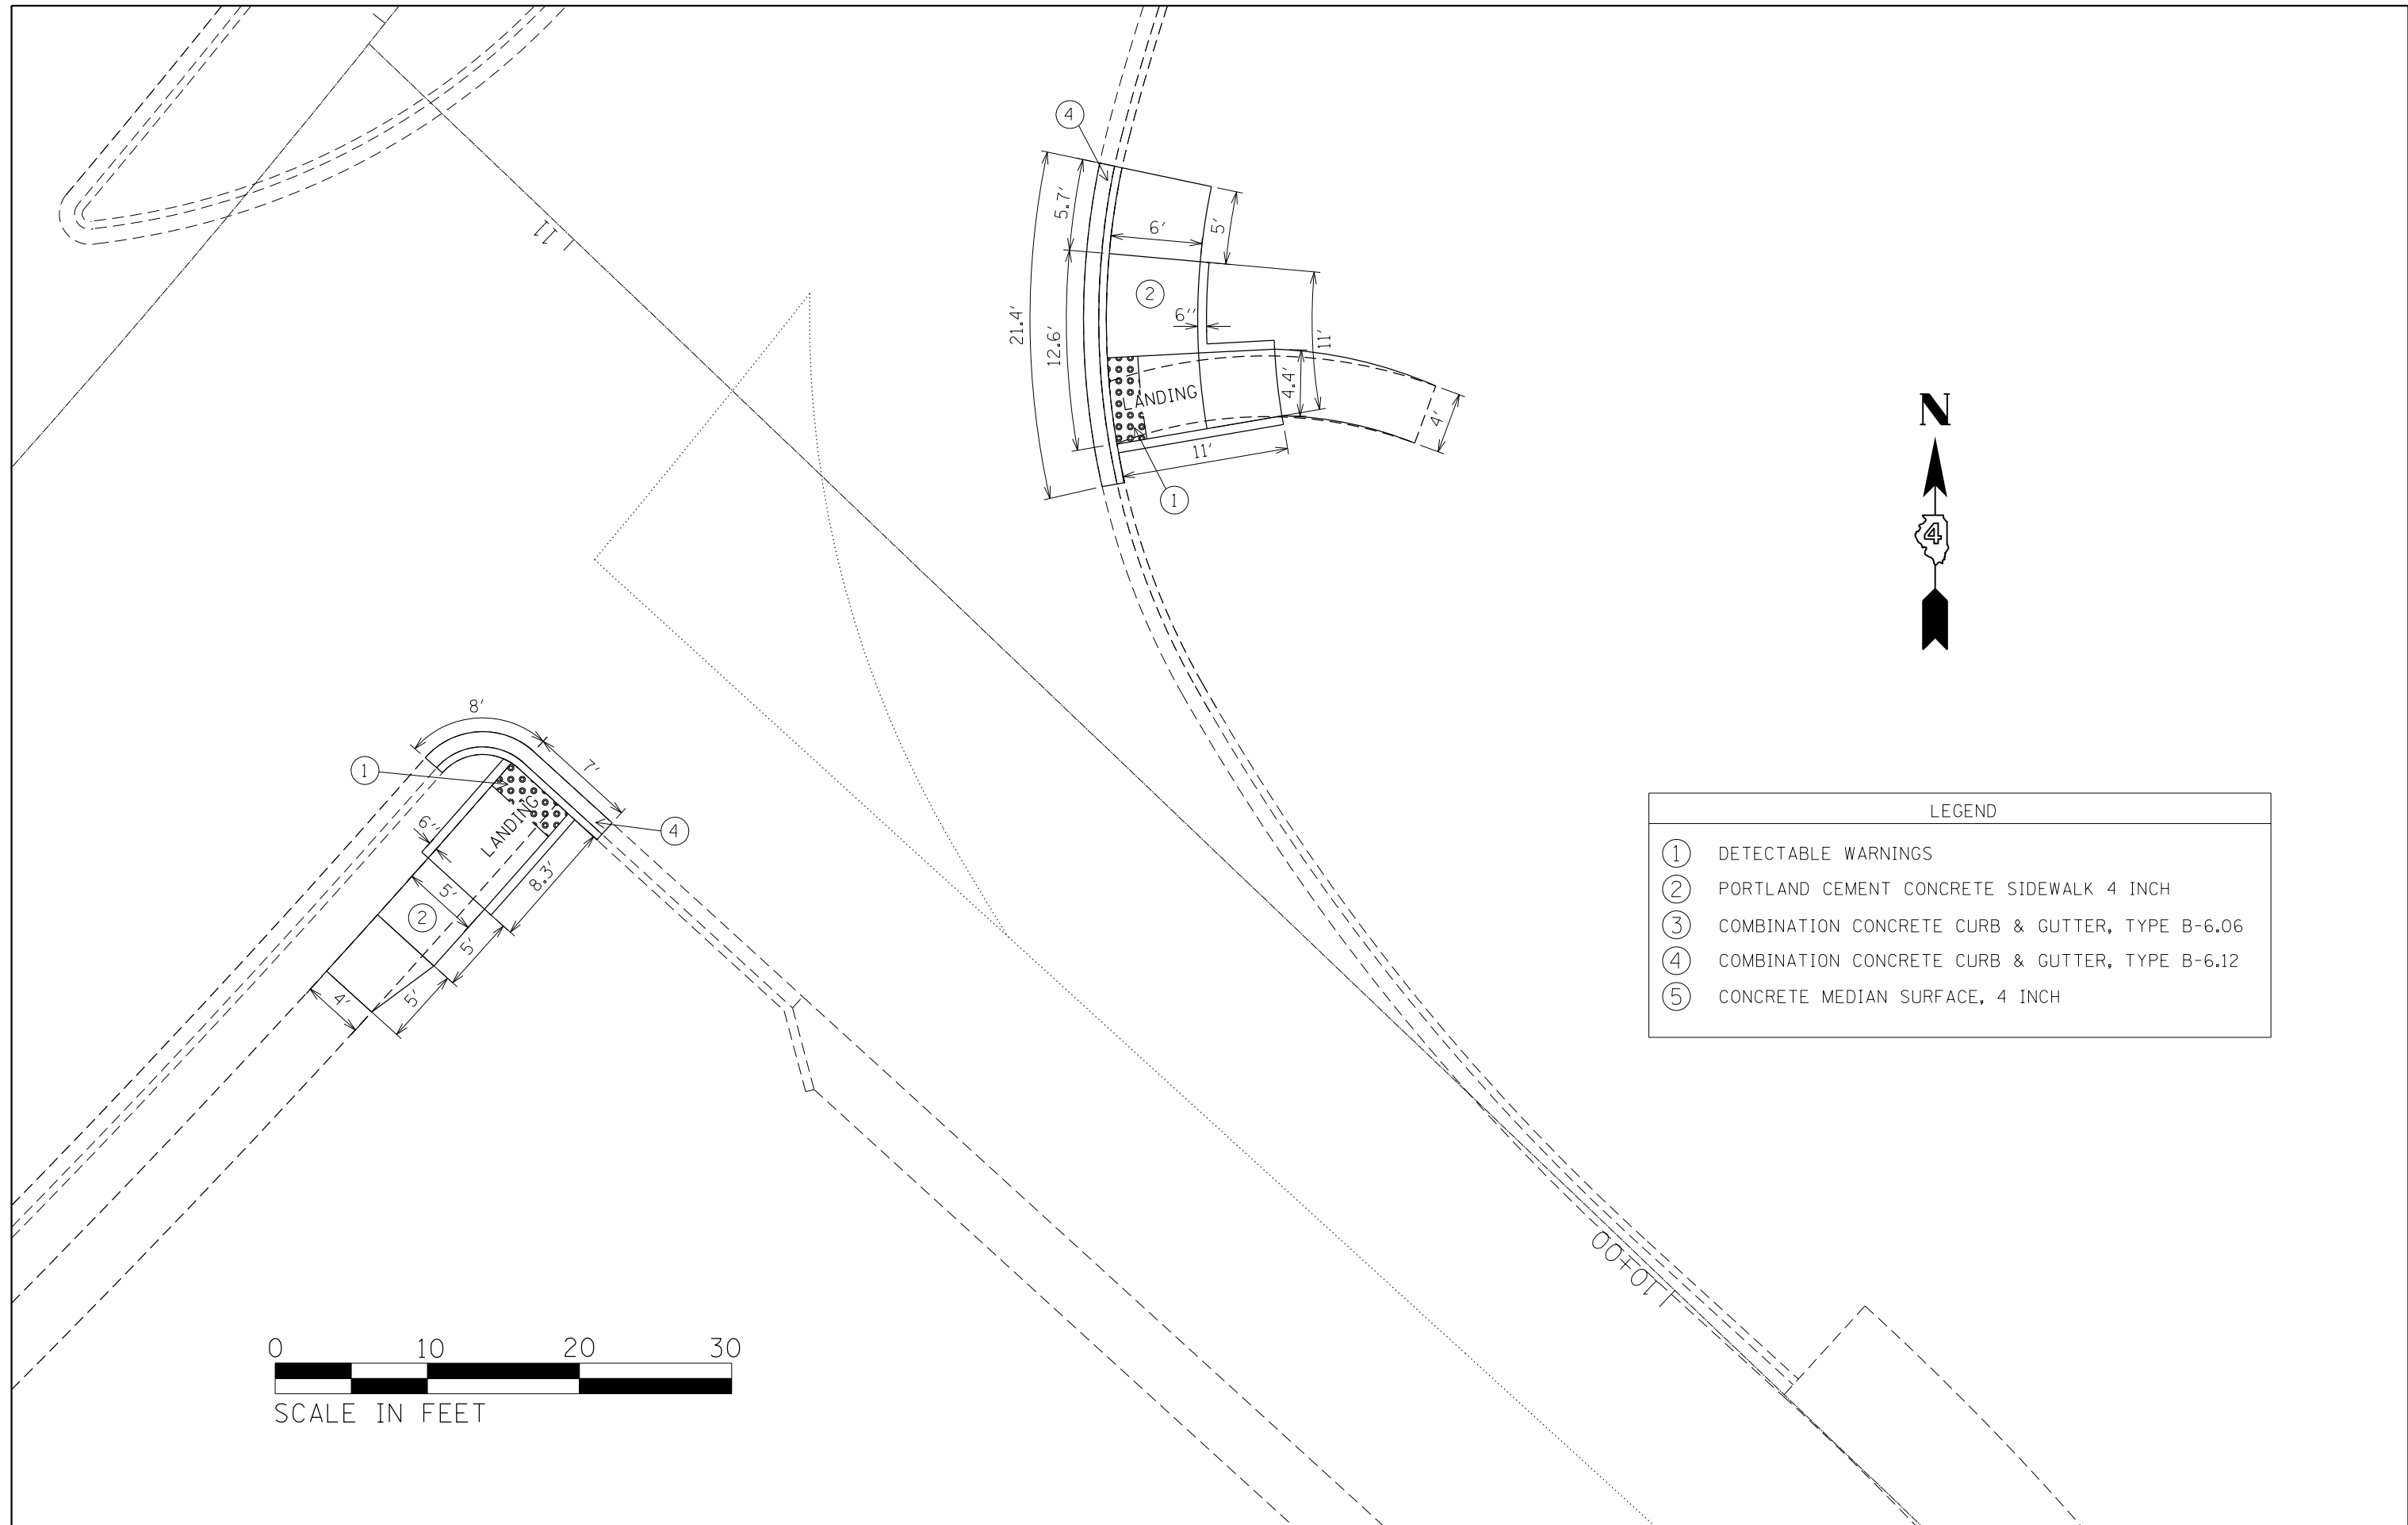 4
11
5.7'
6'
5'
2
21.4'
12.6'
6''
11'
4.4'
LANDING
4'
11'
1
N
4
8'
1
7'
6''
LANDING
4
8.3'
5'
2
5'
4'
5'
LEGEND
1 DETECTABLE WARNINGS
2 PORTLAND CEMENT CONCRETE SIDEWALK 4 INCH
3 COMBINATION CONCRETE CURB & GUTTER, TYPE B-6.06
4 COMBINATION CONCRETE CURB & GUTTER, TYPE B-6.12
5 CONCRETE MEDIAN SURFACE, 4 INCH
10+00
0 10 20 30
SCALE IN FEET